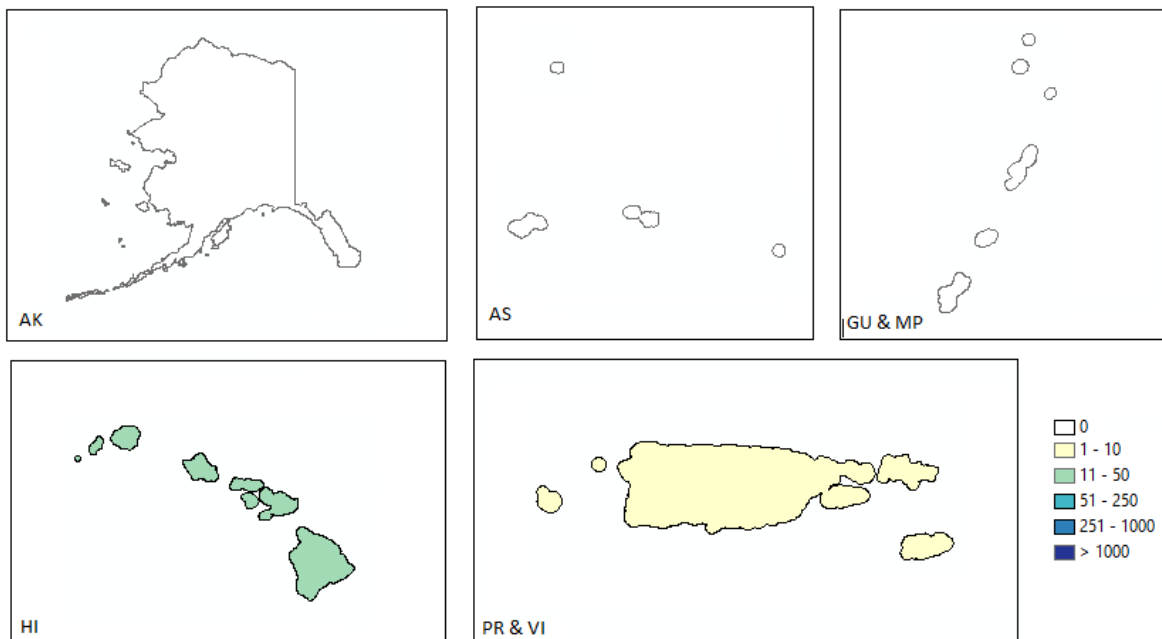 AK
AS
GU & MP
HI
PR & VI
0
1 - 10
11 - 50
51 - 250
251 - 1000
> 1000